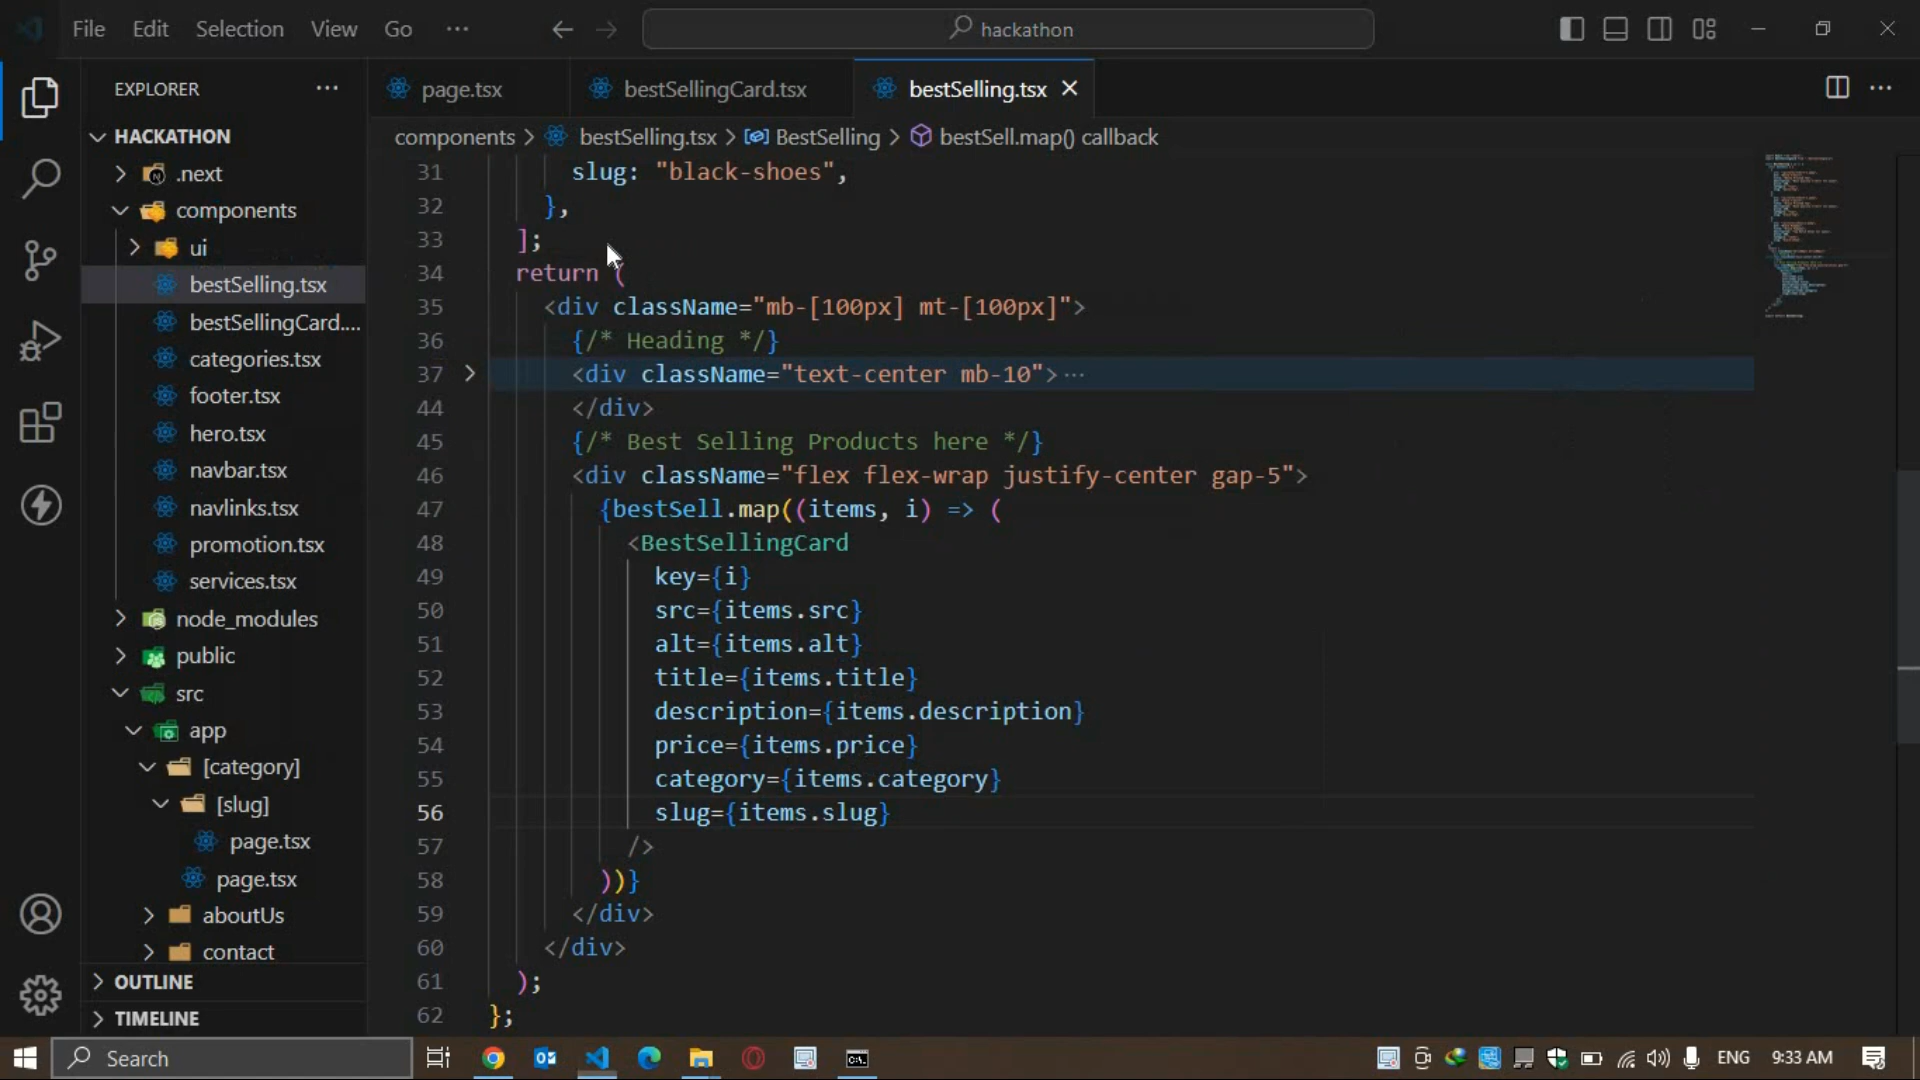 File Edit Selection View Go ···
hackathon
EXPLORER ···
HACKATHON
.next
components
ui
bestSelling.tsx
bestSellingCard....
categories.tsx
footer.tsx
hero.tsx
navbar.tsx
navlinks.tsx
promotion.tsx
services.tsx
node_modules
public
src
app
[category]
[slug]
page.tsx
page.tsx
aboutUs
contact
OUTLINE
TIMELINE
page.tsx bestSellingCard.tsx bestSelling.tsx
components > bestSelling.tsx > BestSelling > bestSell.map() callback
31 slug: "black-shoes",
32 },
33 ];
34 return (
35 <div className="mb-[100px] mt-[100px]">
36 {/* Heading */}
37 <div className="text-center mb-10">···
44 </div>
45 {/* Best Selling Products here */}
46 <div className="flex flex-wrap justify-center gap-5">
47 {bestSell.map((items, i) => (
48 <BestSellingCard
49 key={i}
50 src={items.src}
51 alt={items.alt}
52 title={items.title}
53 description={items.description}
54 price={items.price}
55 category={items.category}
56 slug={items.slug}
57 />
58 ))}
59 </div>
60 </div>
61 );
62 };
Search
ENG 9:33 AM